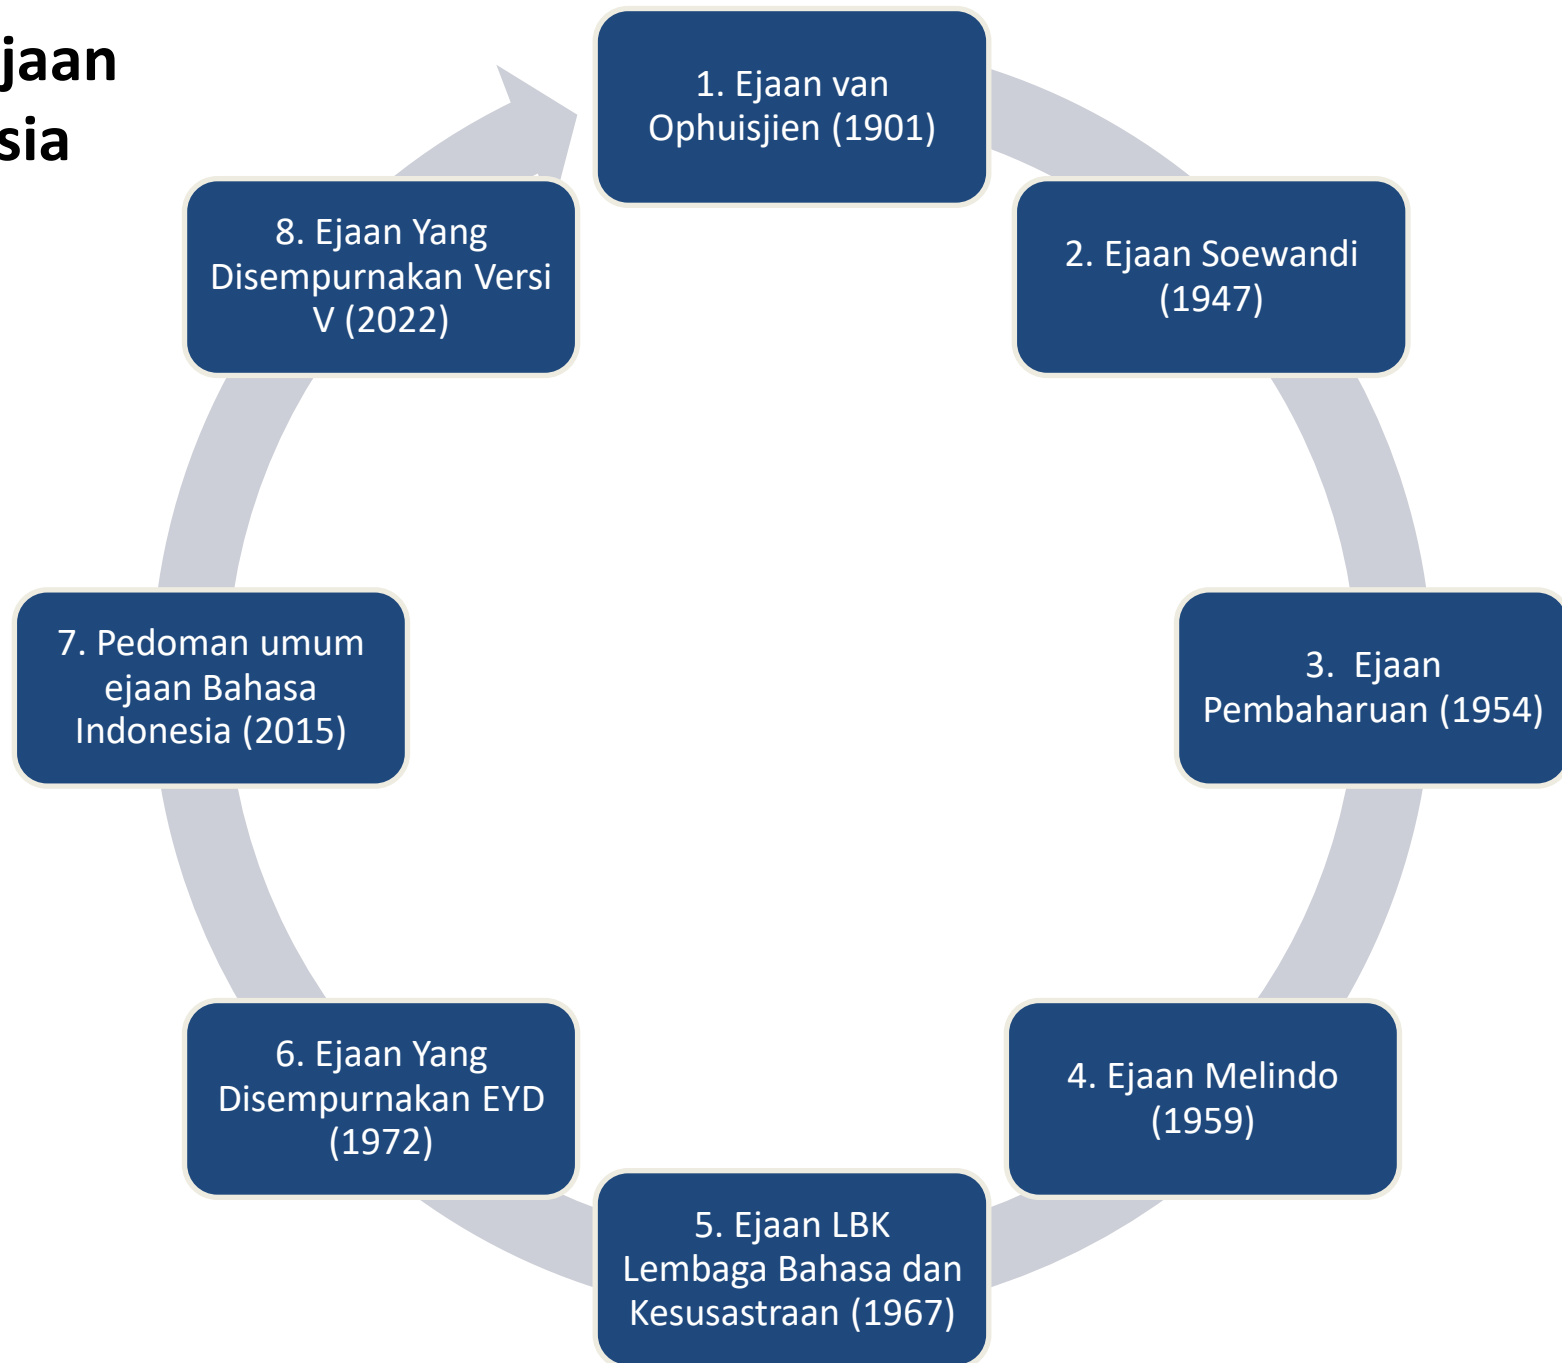 jaan
sia
1. Ejaan van
Ophuisjien (1901)
2. Ejaan Soewandi
(1947)
3. Ejaan
Pembaharuan (1954)
4. Ejaan Melindo
(1959)
5. Ejaan LBK
Lembaga Bahasa dan
Kesusastraan (1967)
6. Ejaan Yang
Disempurnakan EYD
(1972)
7. Pedoman umum
ejaan Bahasa
Indonesia (2015)
8. Ejaan Yang
Disempurnakan Versi
V (2022)